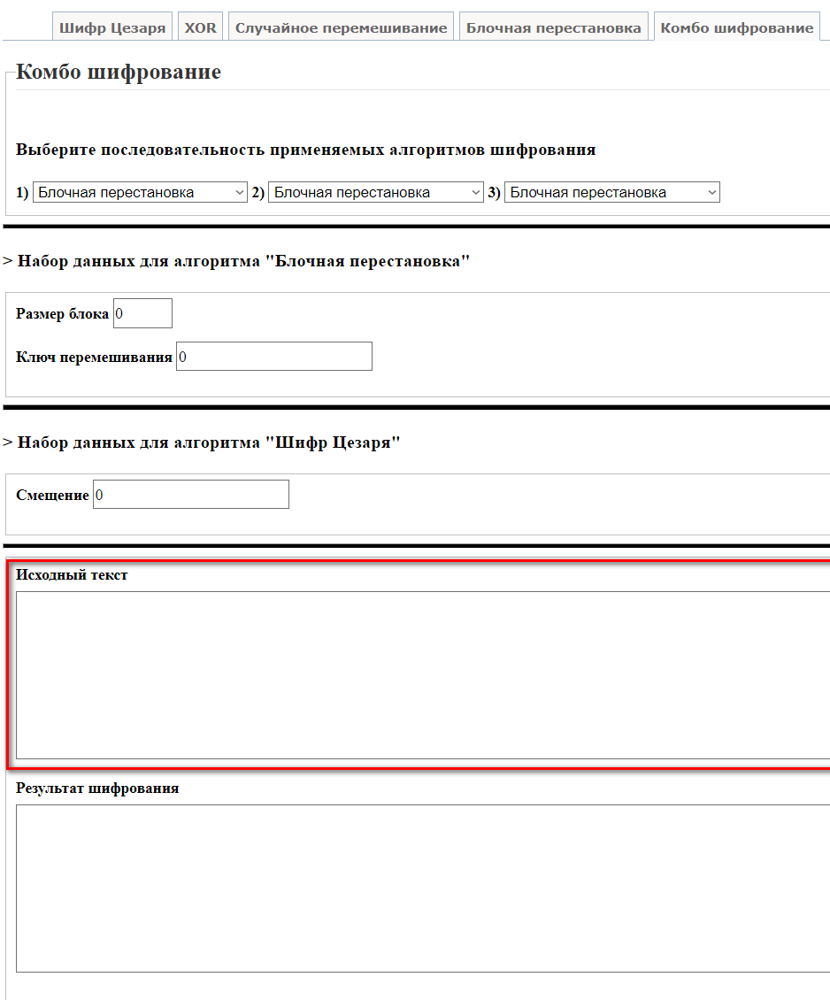 Шифр Цезаря XOR Случайное перемешивание Блочная перестановка Комбо шифрование
Комбо шифрование
Выберите последовательность применяемых алгоритмов шифрования
1) Блочная перестановка 2) Блочная перестановка 3) Блочная перестановка
> Набор данных для алгоритма "Блочная перестановка"
Размер блока 0
Ключ перемешивания 0
> Набор данных для алгоритма "Шифр Цезаря"
Смещение 0
Исходный текст
Результат шифрования